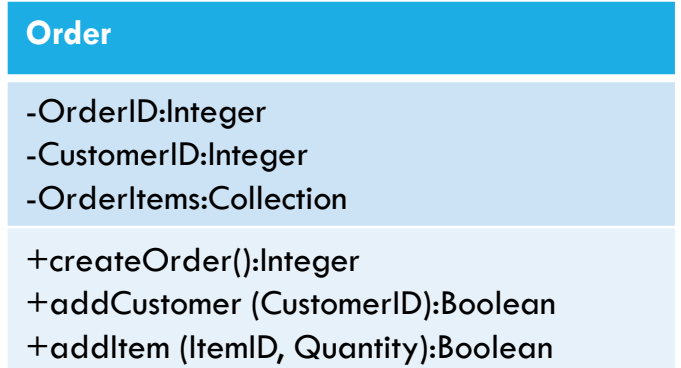 Order
-OrderID:Integer
-CustomerID:Integer
-OrderItems:Collection
+createOrder():Integer
+addCustomer (CustomerID):Boolean
+addItem (ItemID, Quantity):Boolean